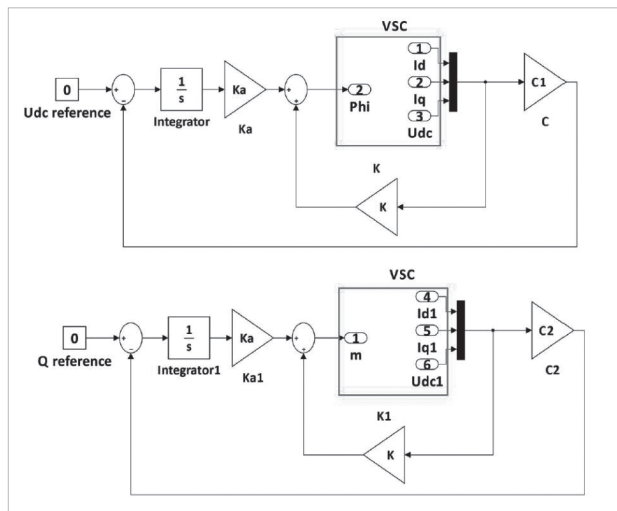 VSC
1
Id
0
1
s
Ka
2
Phi
2
Iq
C1
Udc reference
Integrator
Ka
3
Udc
C
K
K
VSC
4
Id1
0
1
s
Ka
1
m
5
Iq1
C2
Q reference
Integrator1
Ka1
6
Udc1
C2
K1
K